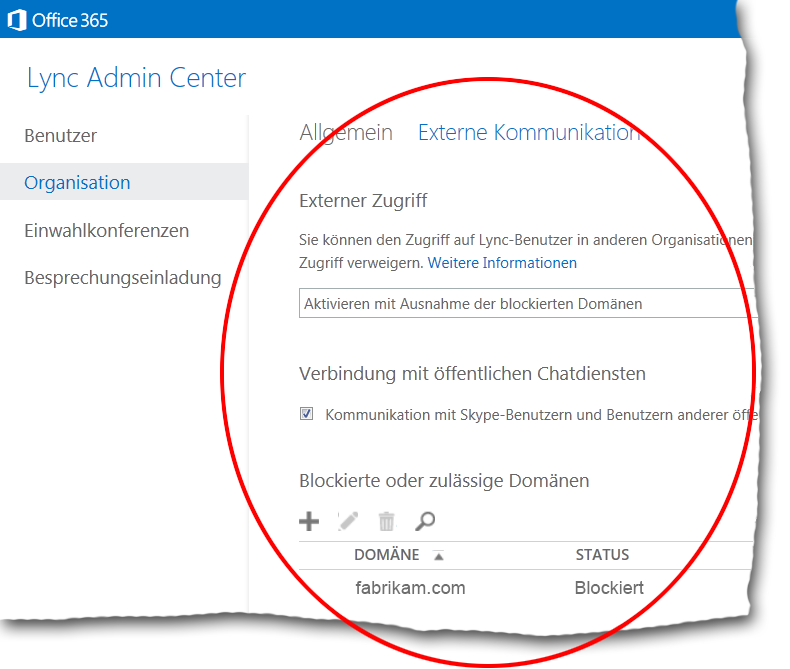 Office 365
Lync Admin Center
Benutzer
Organisation
Einwahlkonferenzen
Besprechungseinladung
Allgemein Externe Kommunikation
Externer Zugriff
Sie können den Zugriff auf Lync-Benutzer in anderen Organisationen
Zugriff verweigern. Weitere Informationen
Aktivieren mit Ausnahme der blockierten Domänen
Verbindung mit öffentlichen Chatdiensten
Kommunikation mit Skype-Benutzern und Benutzern anderer öffe
Blockierte oder zulässige Domänen
DOMÄNE STATUS
fabrikam.com Blockiert